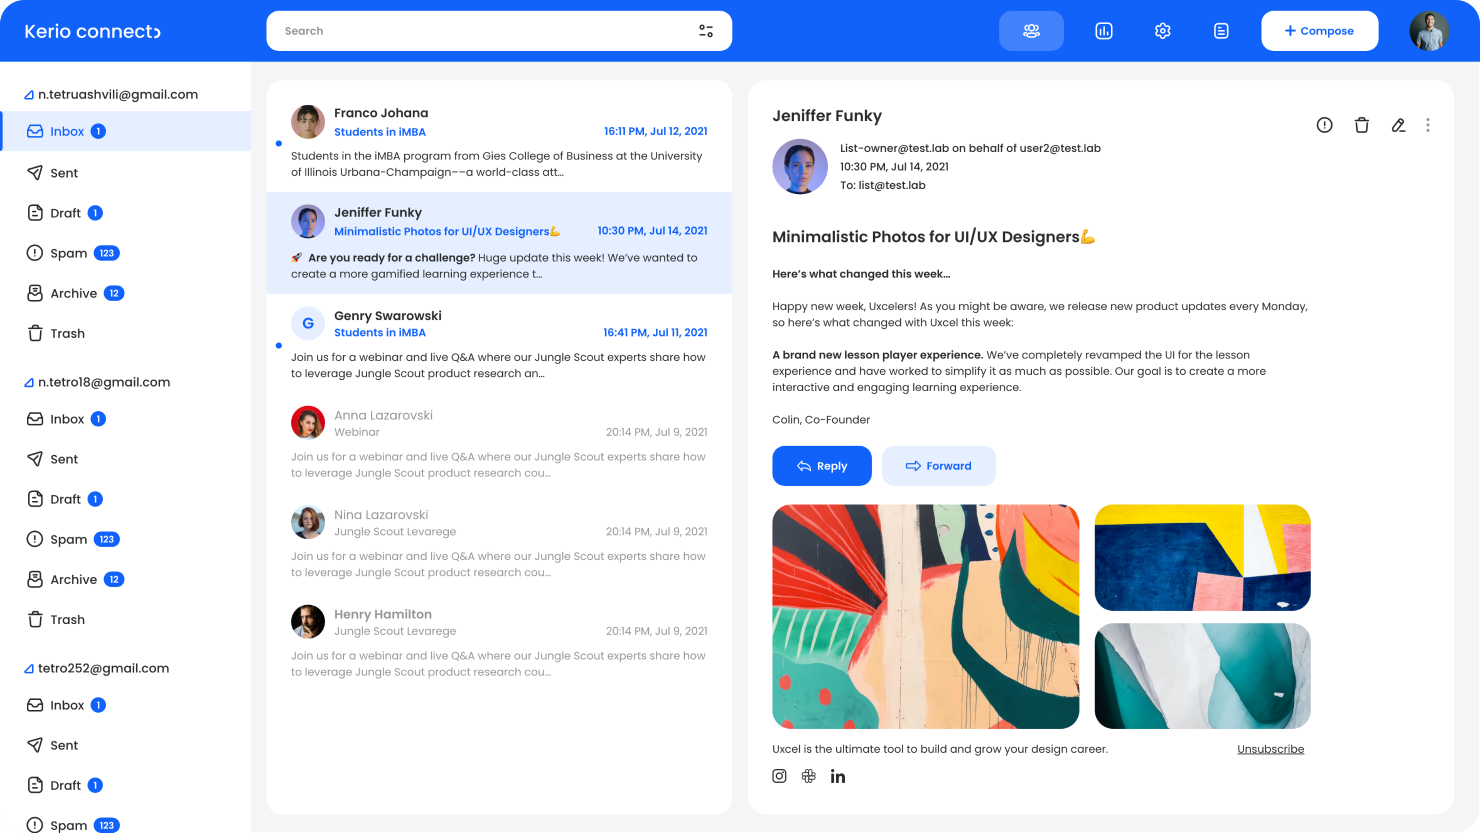 Kerio connect
Search
Compose
n.tetruashvili@gmail.com
Inbox 1
Sent
Draft 1
Spam 123
Archive 12
Trash
n.tetro18@gmail.com
Inbox 1
Sent
Draft 1
Spam 123
Archive 12
Trash
tetro252@gmail.com
Inbox 1
Sent
Draft 1
Spam 123
Franco Johana
Students in iMBA 16:11 PM, Jul 12, 2021
Students in the iMBA program from Gies College of Business at the University
of Illinois Urbana-Champaign––a world-class att...
Jeniffer Funky
Minimalistic Photos for UI/UX Designers💪 10:30 PM, Jul 14, 2021
🚀 Are you ready for a challenge? Huge update this week! We’ve wanted to
create a more gamified learning experience t...
G
Genry Swarowski
Students in iMBA 16:41 PM, Jul 11, 2021
Join us for a webinar and live Q&A where our Jungle Scout experts share how
to leverage Jungle Scout product research an...
Anna Lazarovski
Webinar 20:14 PM, Jul 9, 2021
Join us for a webinar and live Q&A where our Jungle Scout experts share how
to leverage Jungle Scout product research cou...
Nina Lazarovski
Jungle Scout Levarege 20:14 PM, Jul 9, 2021
Join us for a webinar and live Q&A where our Jungle Scout experts share how
to leverage Jungle Scout product research cou...
Henry Hamilton
Jungle Scout Levarege 20:14 PM, Jul 9, 2021
Join us for a webinar and live Q&A where our Jungle Scout experts share how
to leverage Jungle Scout product research cou...
Jeniffer Funky
List-owner@test.lab on behalf of user2@test.lab
10:30 PM, Jul 14, 2021
To: list@test.lab
Minimalistic Photos for UI/UX Designers💪
Here’s what changed this week...
Happy new week, Uxcelers! As you might be aware, we release new product updates every Monday,
so here’s what changed with Uxcel this week:
A brand new lesson player experience. We’ve completely revamped the UI for the lesson
experience and have worked to simplify it as much as possible. Our goal is to create a more
interactive and engaging learning experience.
Colin, Co-Founder
Reply
Forward
Uxcel is the ultimate tool to build and grow your design career.
Unsubscribe
in